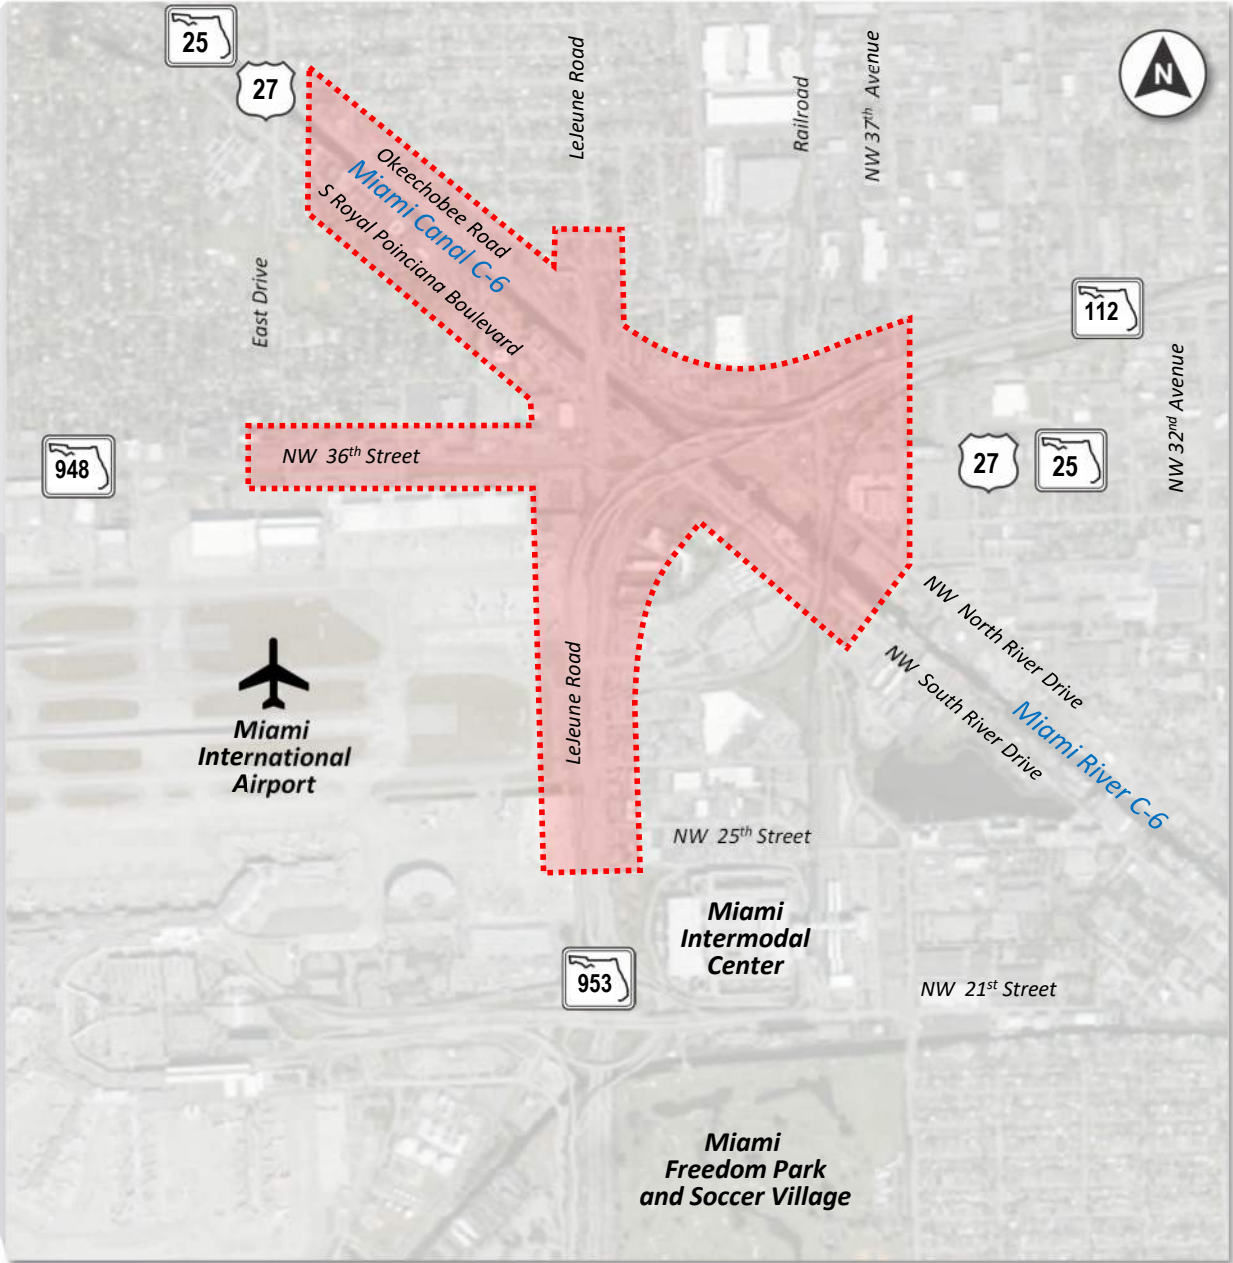 25
27
LeJeune Road
Railroad
NW 37th Avenue
N
Okeechobee Road
Miami Canal C-6
S Royal Poinciana Boulevard
East Drive
112
NW 32nd Avenue
948
NW 36th Street
27
25
NW North River Drive
NW South River Drive
Miami River C-6
LeJeune Road
Miami
International
Airport
NW 25th Street
Miami
Intermodal
Center
953
NW 21st Street
Miami
Freedom Park
and Soccer Village